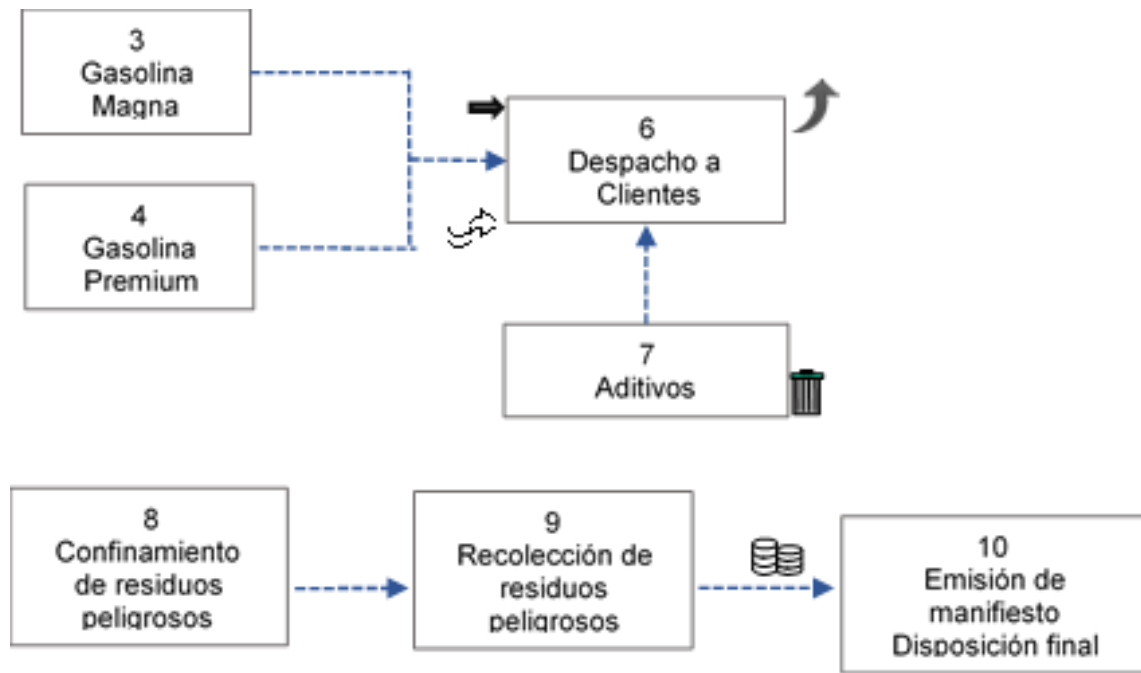 3
Gasolina
Magna
6
Despacho a
Clientes
4
Gasolina
Premium
7
Aditivos
8
Confinamiento
de residuos
peligrosos
9
Recolección de
residuos
peligrosos
10
Emisión de
manifiesto
Disposición final